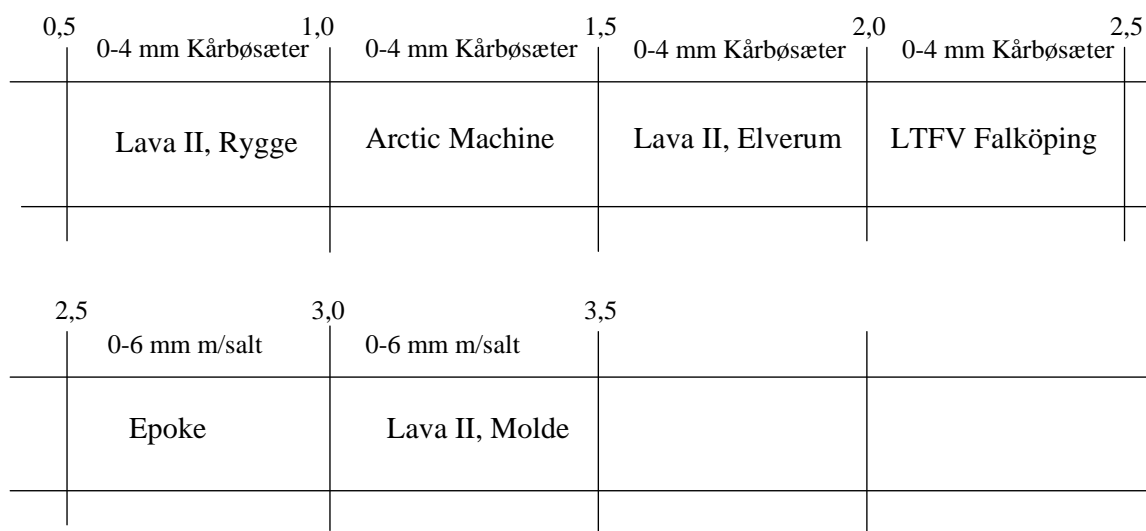 0,5 1,0 1,5 2,0 2,5
0-4 mm Kårbøsæter 0-4 mm Kårbøsæter 0-4 mm Kårbøsæter 0-4 mm Kårbøsæter
Lava II, Rygge Arctic Machine Lava II, Elverum LTFV Falköping
2,5 3,0 3,5
0-6 mm m/salt 0-6 mm m/salt
Epoke Lava II, Molde